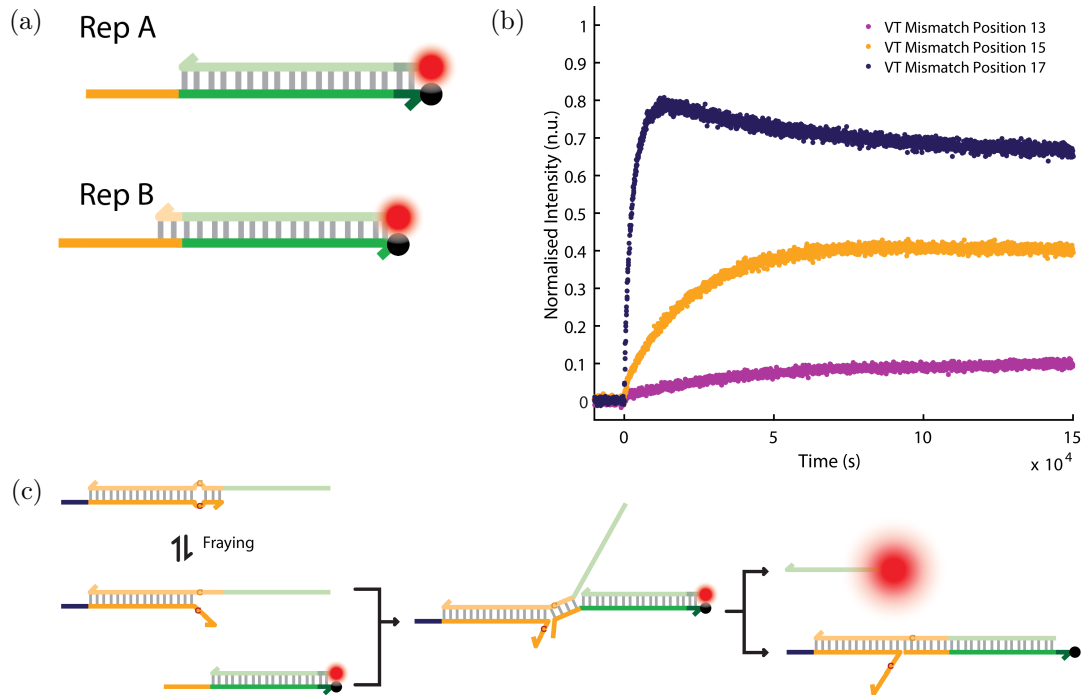 (a)
Rep A
Rep B
(b)
Normalised Intensity (n.u.)
1
0.9
0.8
0.7
0.6
0.5
0.4
0.3
0.2
0.1
0
VT Mismatch Position 13
VT Mismatch Position 15
VT Mismatch Position 17
0 5 10 15
Time (s)
x 10⁴
(c)
C
C
Fraying
C
C
C
C
C
C